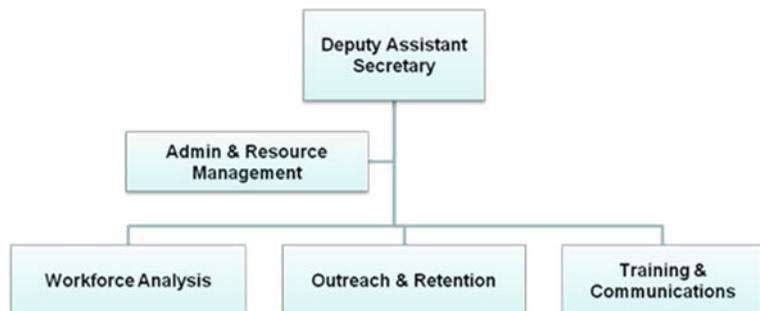 Deputy Assistant
Secretary
Admin & Resource
Management
Workforce Analysis
Outreach & Retention
Training &
Communications